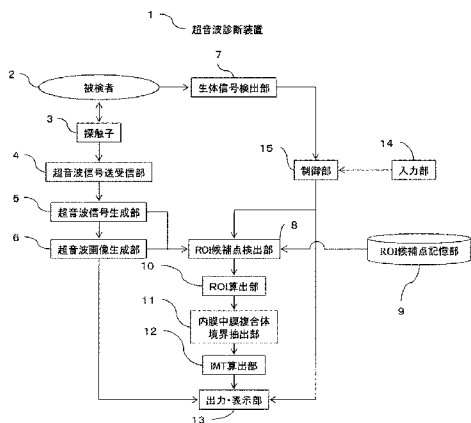 1
超音波診断装置
2
被検者
7
生体信号検出部
3
探触子
4
超音波信号送受信部
15
制御部
14
入力部
5
超音波信号生成部
6
超音波画像生成部
8
ROI候補点検出部
ROI候補点記憶部
9
10
ROI算出部
11
内膜中膜複合体
境界抽出部
12
IMT算出部
出力・表示部
13